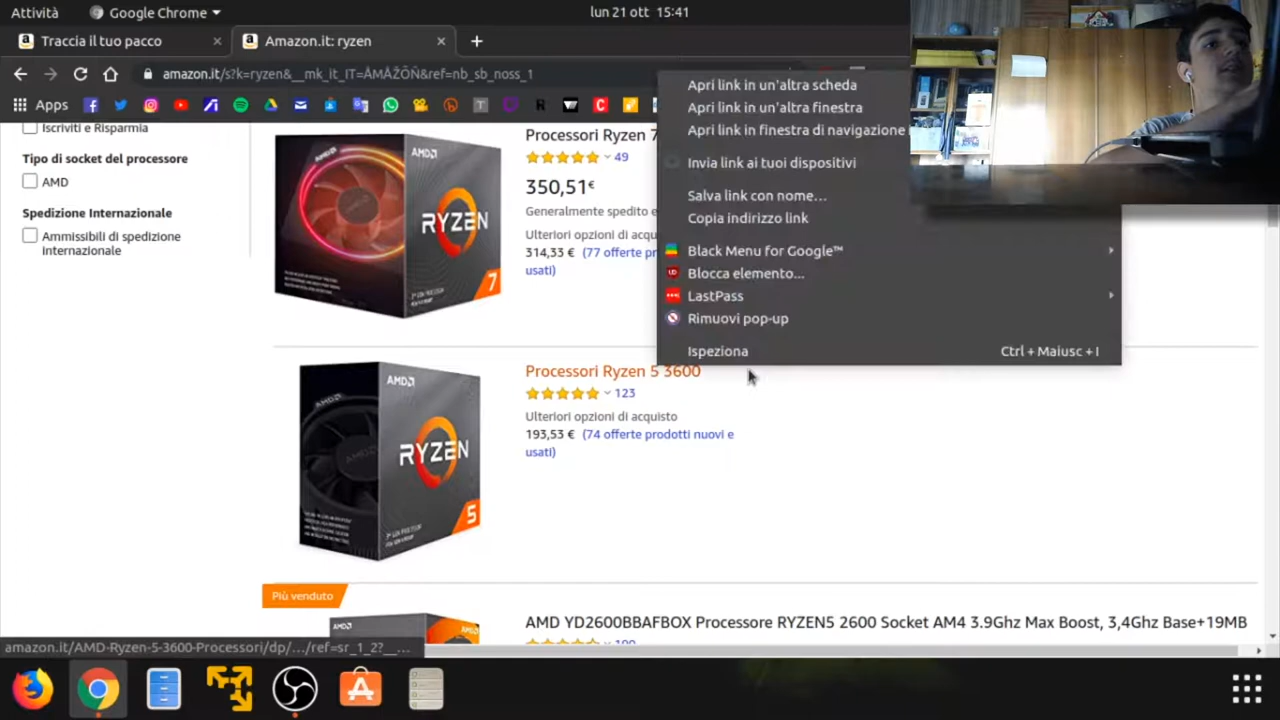 Attività
Google Chrome
lun 21 ott 15:41
Traccia il tuo pacco
Amazon.it: ryzen
amazon.it/s?k=ryzen&__mk_it_IT=ÅMÅŽÕÑ&ref=nb_sb_noss_1
Apps
Iscriviti e Risparmia
Tipo di socket del processore
AMD
Spedizione Internazionale
Ammissibili di spedizione
Internazionale
AMD
AMD
RYZEN
7
Processori Ryzen 7
49
350,51€
Generalmente spedito e
Ulteriori opzioni di acqu
314,33 € (77 offerte pr
usati)
Apri link in un'altra scheda
Apri link in un'altra finestra
Apri link in finestra di navigazione
Invia link ai tuoi dispositivi
Salva link con nome...
Copia indirizzo link
Black Menu for Google™
Blocca elemento...
LastPass
Rimuovi pop-up
Ispeziona Ctrl+Maiusc+I
AMD
AMD
RYZEN
5
Processori Ryzen 5 3600
123
Ulteriori opzioni di acquisto
193,53 € (74 offerte prodotti nuovi e
usati)
Più venduto
AMD
AMD YD2600BBAFBOX Processore RYZEN5 2600 Socket AM4 3.9Ghz Max Boost, 3,4Ghz Base+19MB
amazon.it/AMD-Ryzen-5-3600-Processori/dp/.../ref=sr_1_2?__...